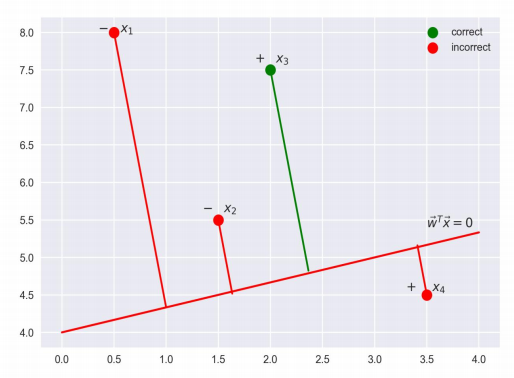 8.0
7.5
7.0
6.5
6.0
5.5
5.0
4.5
4.0
0.0 0.5 1.0 1.5 2.0 2.5 3.0 3.5 4.0
− x₁
+ x₃
− x₂
+ x₄
w⃗ᵀx⃗ = 0
correct
incorrect